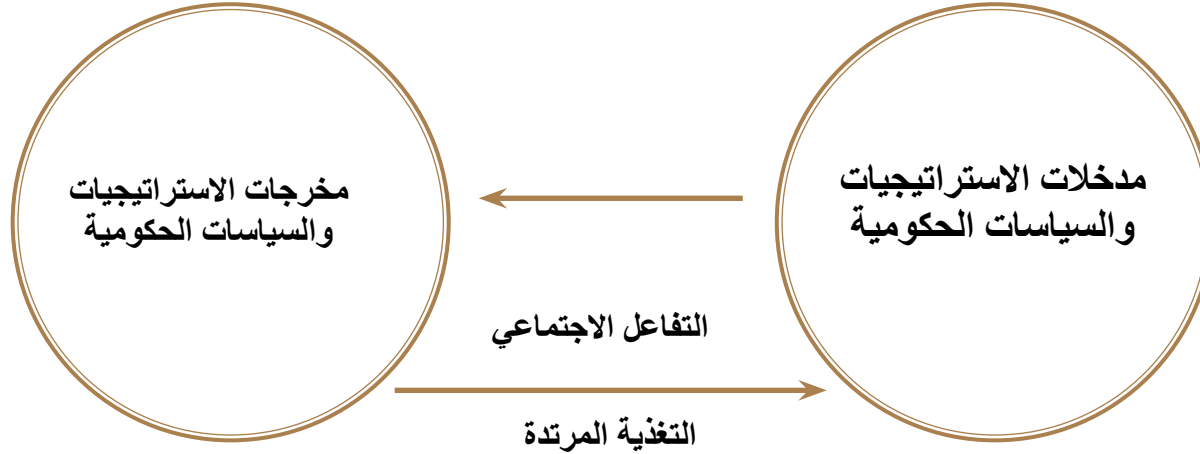 مدخلات الاستراتيجيات
والسياسات الحكومية
مخرجات الاستراتيجيات
والسياسات الحكومية
التفاعل الاجتماعي
التغذية المرتدة